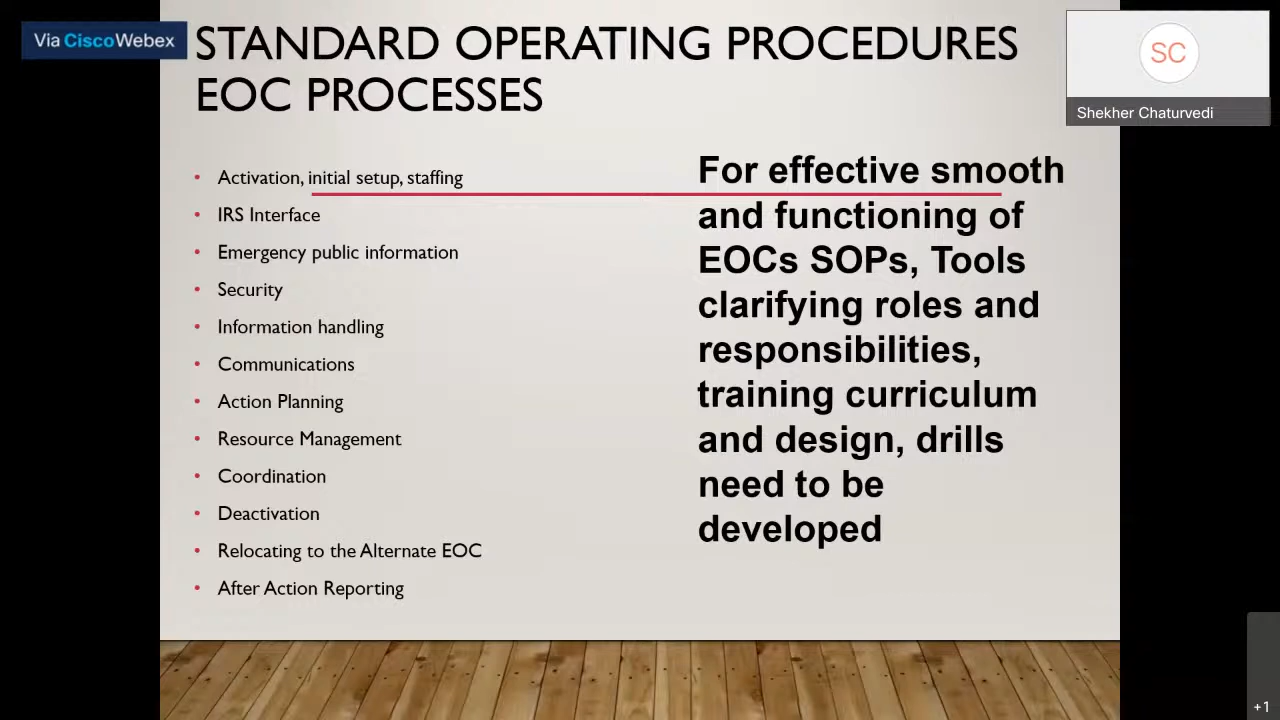 Via CiscoWebex
STANDARD OPERATING PROCEDURES
EOC PROCESSES
SC
Shekher Chaturvedi
• Activation, initial setup, staffing
• IRS Interface
• Emergency public information
• Security
• Information handling
• Communications
• Action Planning
• Resource Management
• Coordination
• Deactivation
• Relocating to the Alternate EOC
• After Action Reporting
For effective smooth
and functioning of
EOCs SOPs, Tools
clarifying roles and
responsibilities,
training curriculum
and design, drills
need to be
developed
+1